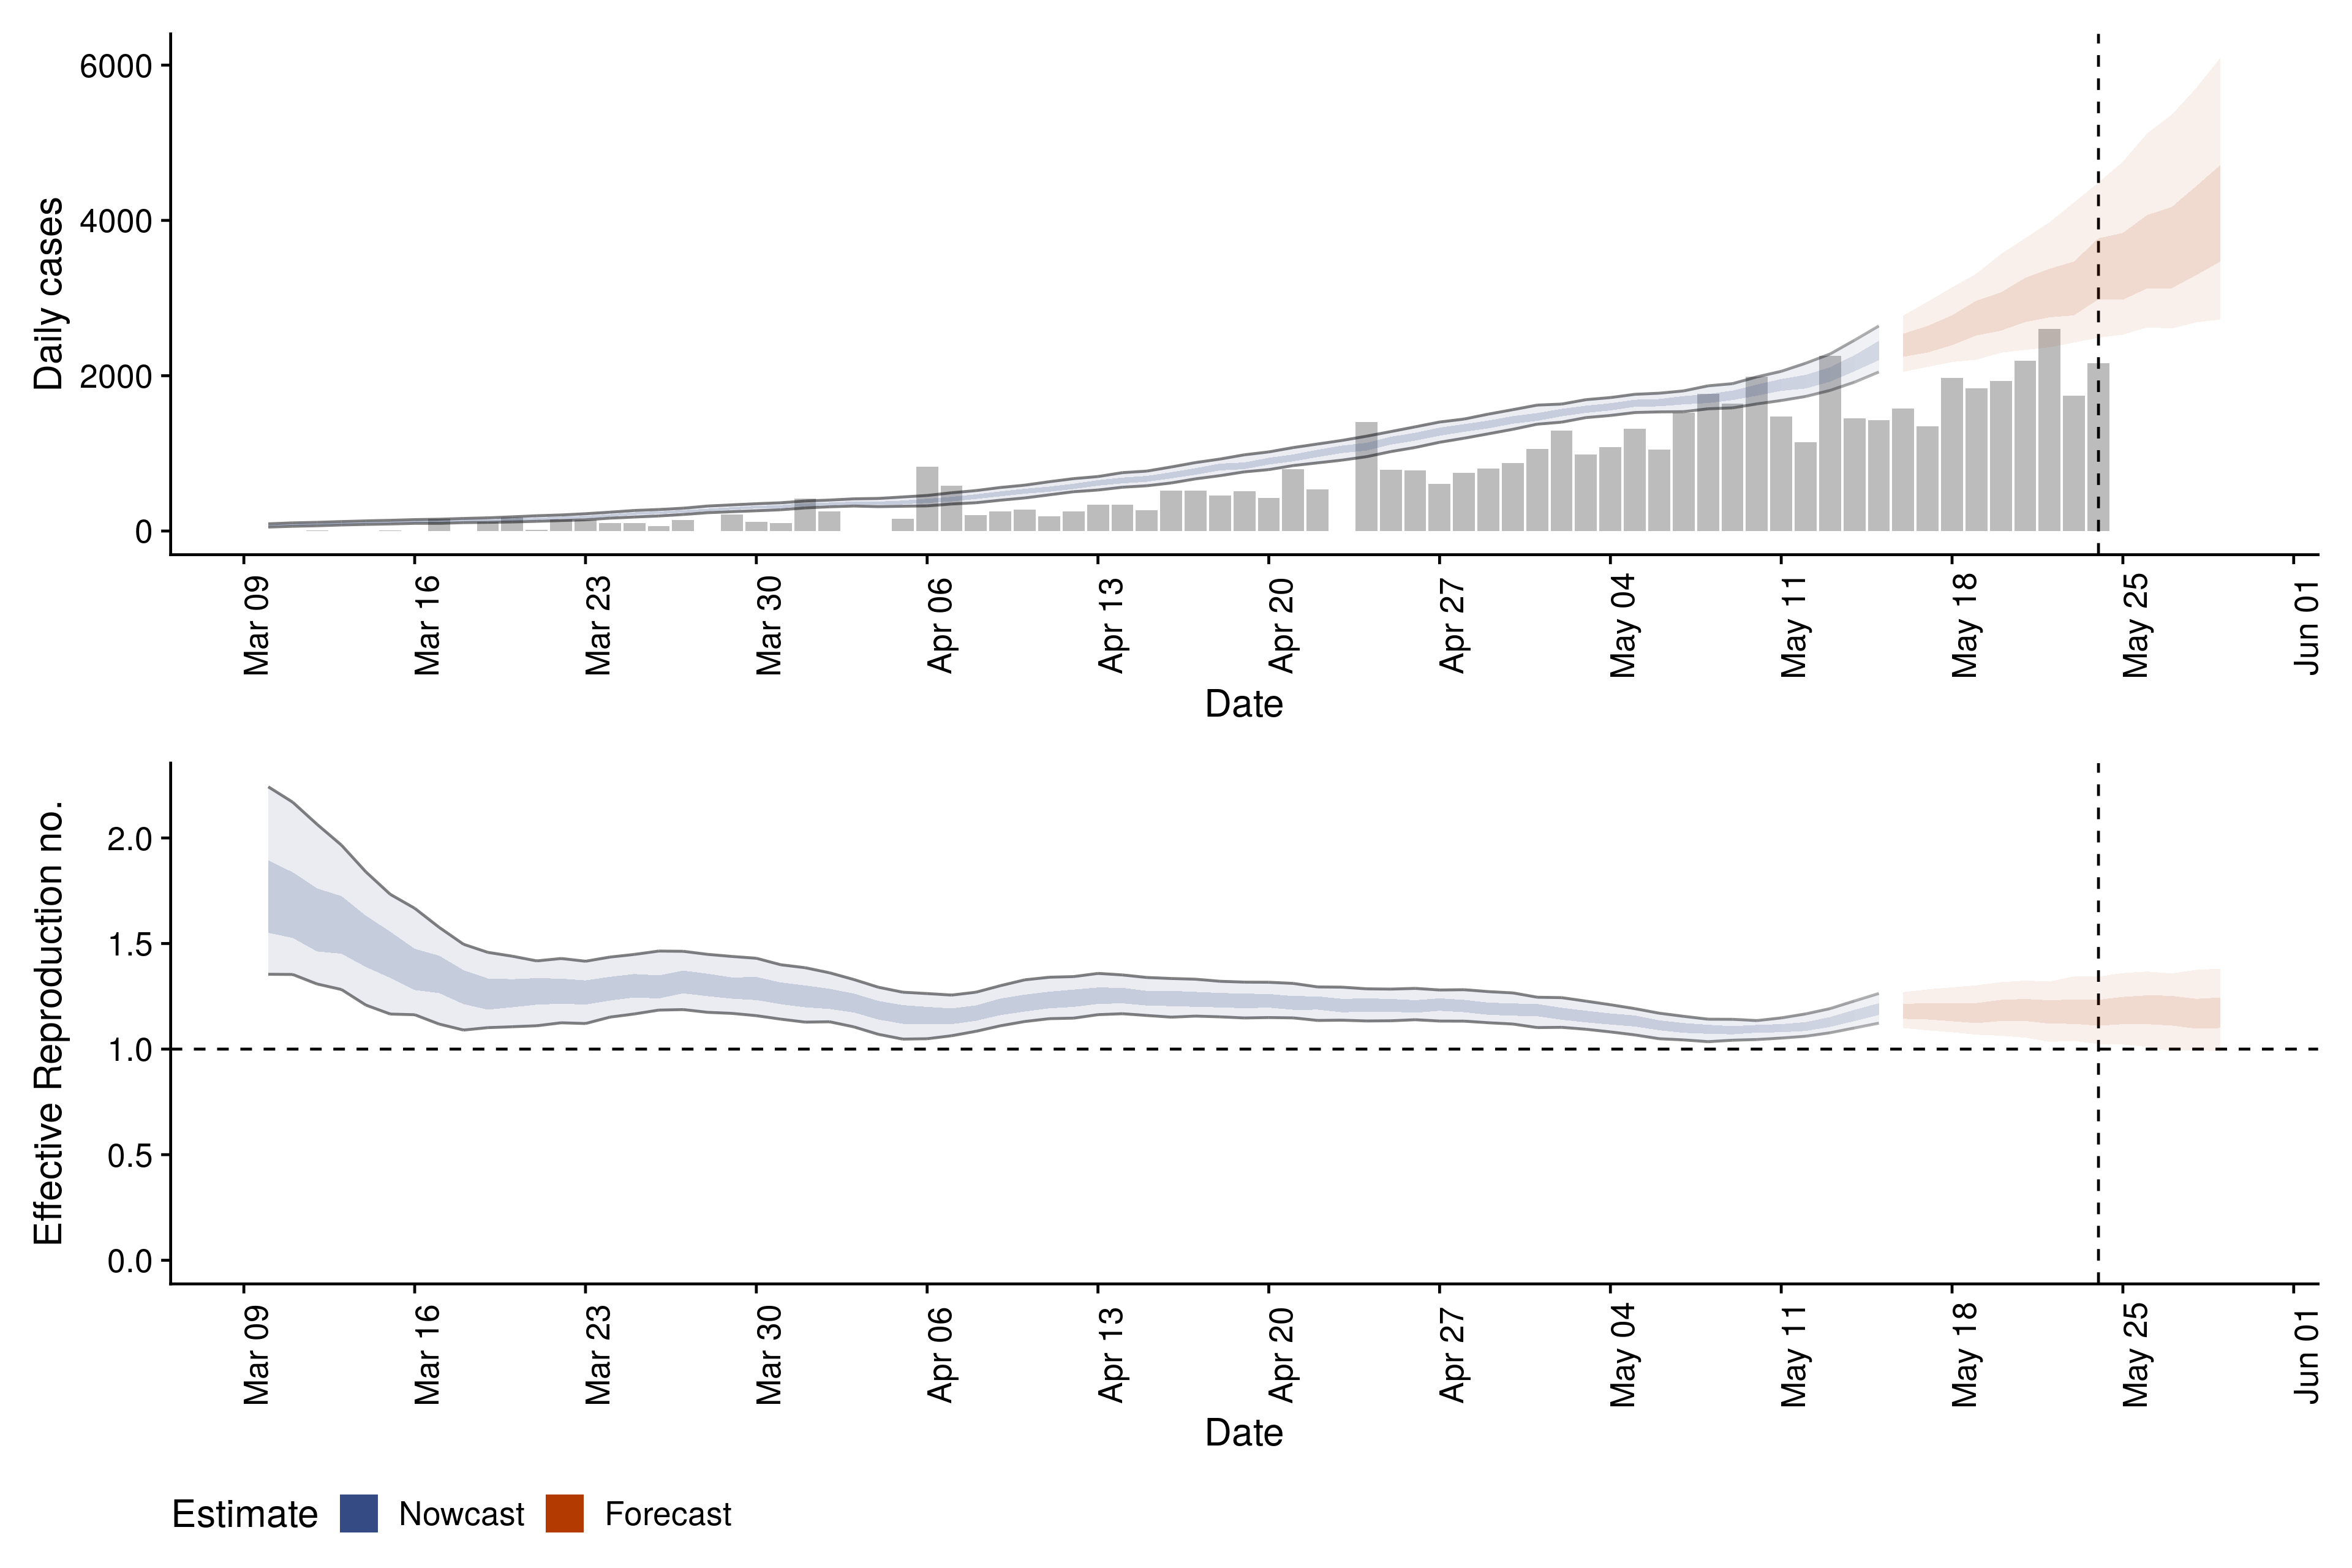 Daily cases
6000
4000
2000
0
Mar 09
Mar 16
Mar 23
Mar 30
Apr 06
Apr 13
Apr 20
Apr 27
May 04
May 11
May 18
May 25
Jun 01
Date
Effective Reproduction no.
2.0
1.5
1.0
0.5
0.0
Mar 09
Mar 16
Mar 23
Mar 30
Apr 06
Apr 13
Apr 20
Apr 27
May 04
May 11
May 18
May 25
Jun 01
Date
Estimate Nowcast Forecast